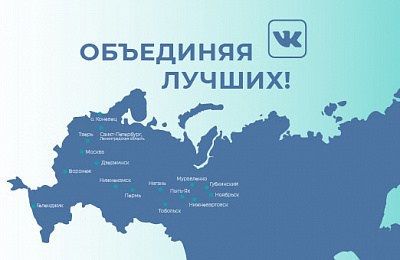 VK
ОБЪЕДИНЯЯ
ЛУЧШИХ!
о. Коневец
Санкт-Петербург,
Ленинградская область
Тверь
Москва
Дзержинск
Воронеж
Геленджик
Нижнекамск
Пермь
Нягань
Тобольск
Пыть-Ях
Муравленко
Губкинский
Ноябрьск
Нижневартовск